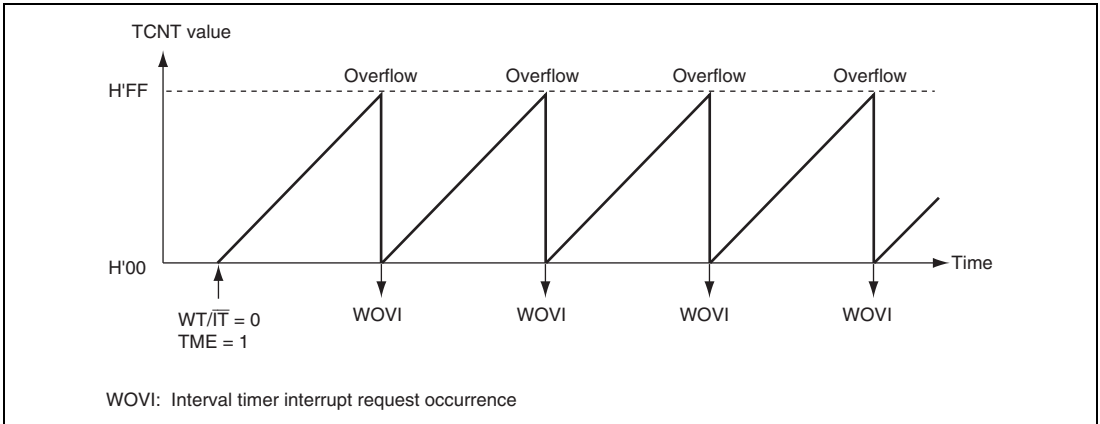 TCNT value
Overflow Overflow Overflow Overflow
H'FF
H'00
Time
WT/I̅T̅ = 0
TME = 1
WOVI WOVI WOVI WOVI
WOVI: Interval timer interrupt request occurrence